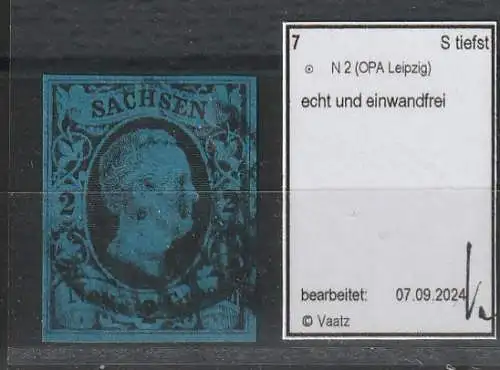 SACHSEN
2 2
7 S tiefst
⊙ N 2 (OPA Leipzig)
echt und einwandfrei
bearbeitet: 07.09.2024
© Vaatz